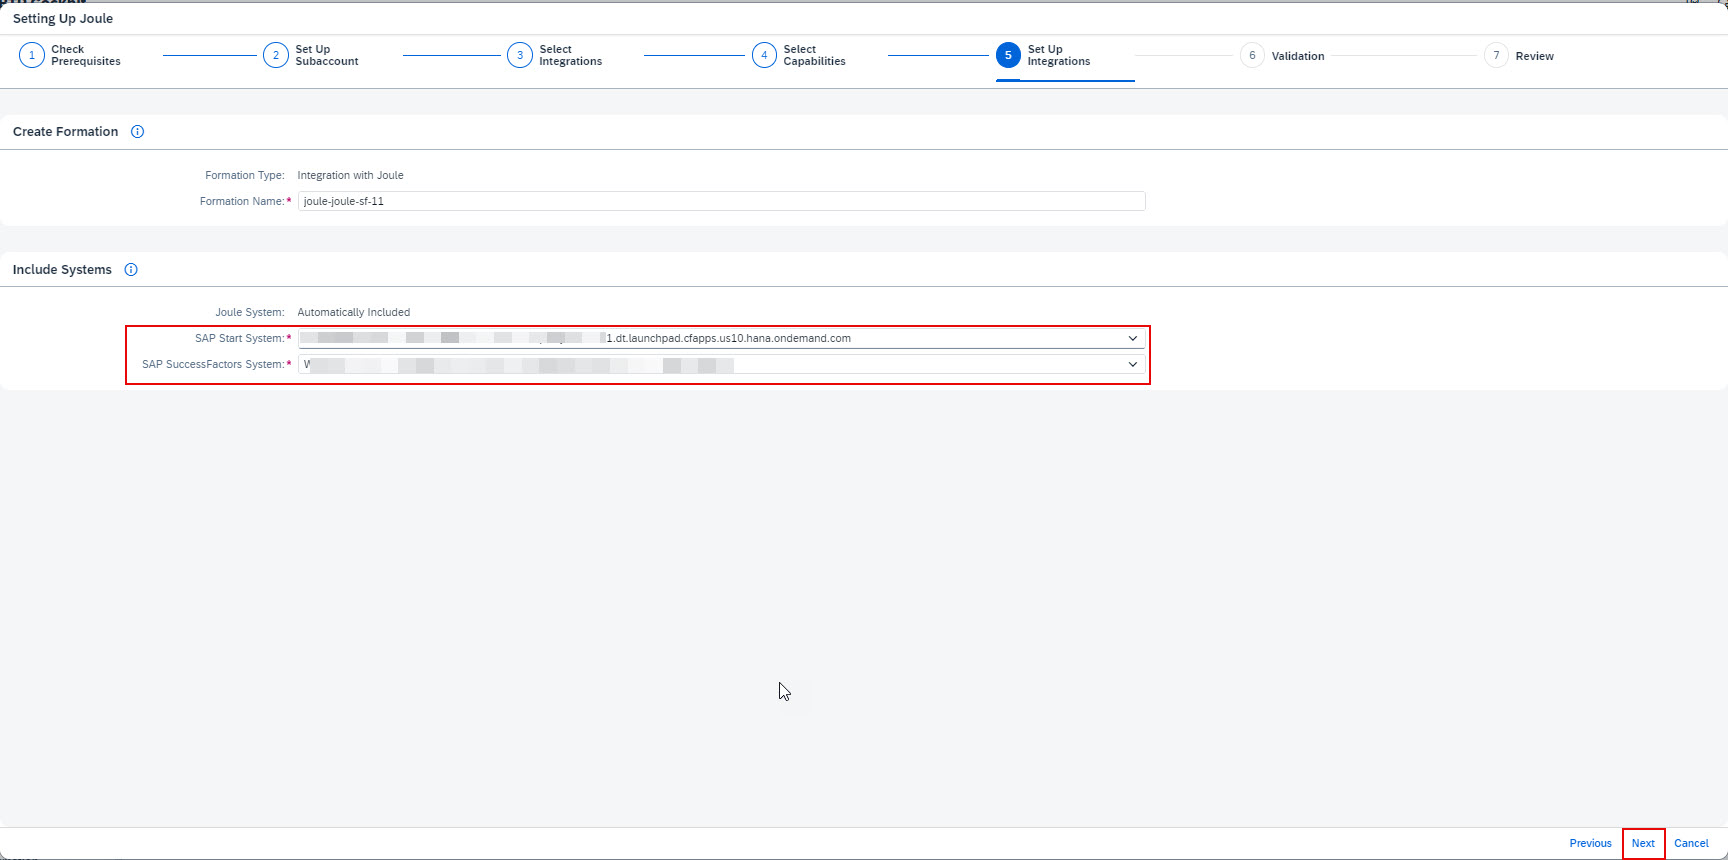 Setting Up Joule
1 Check Prerequisites
2 Set Up Subaccount
3 Select Integrations
4 Select Capabilities
5 Set Up Integrations
6 Validation
7 Review
Create Formation
Formation Type: Integration with Joule
Formation Name:* joule-joule-sf-11
Include Systems
Joule System: Automatically Included
SAP Start System:* 1.dt.launchpad.cfapps.us10.hana.ondemand.com
SAP SuccessFactors System:*
Previous Next Cancel